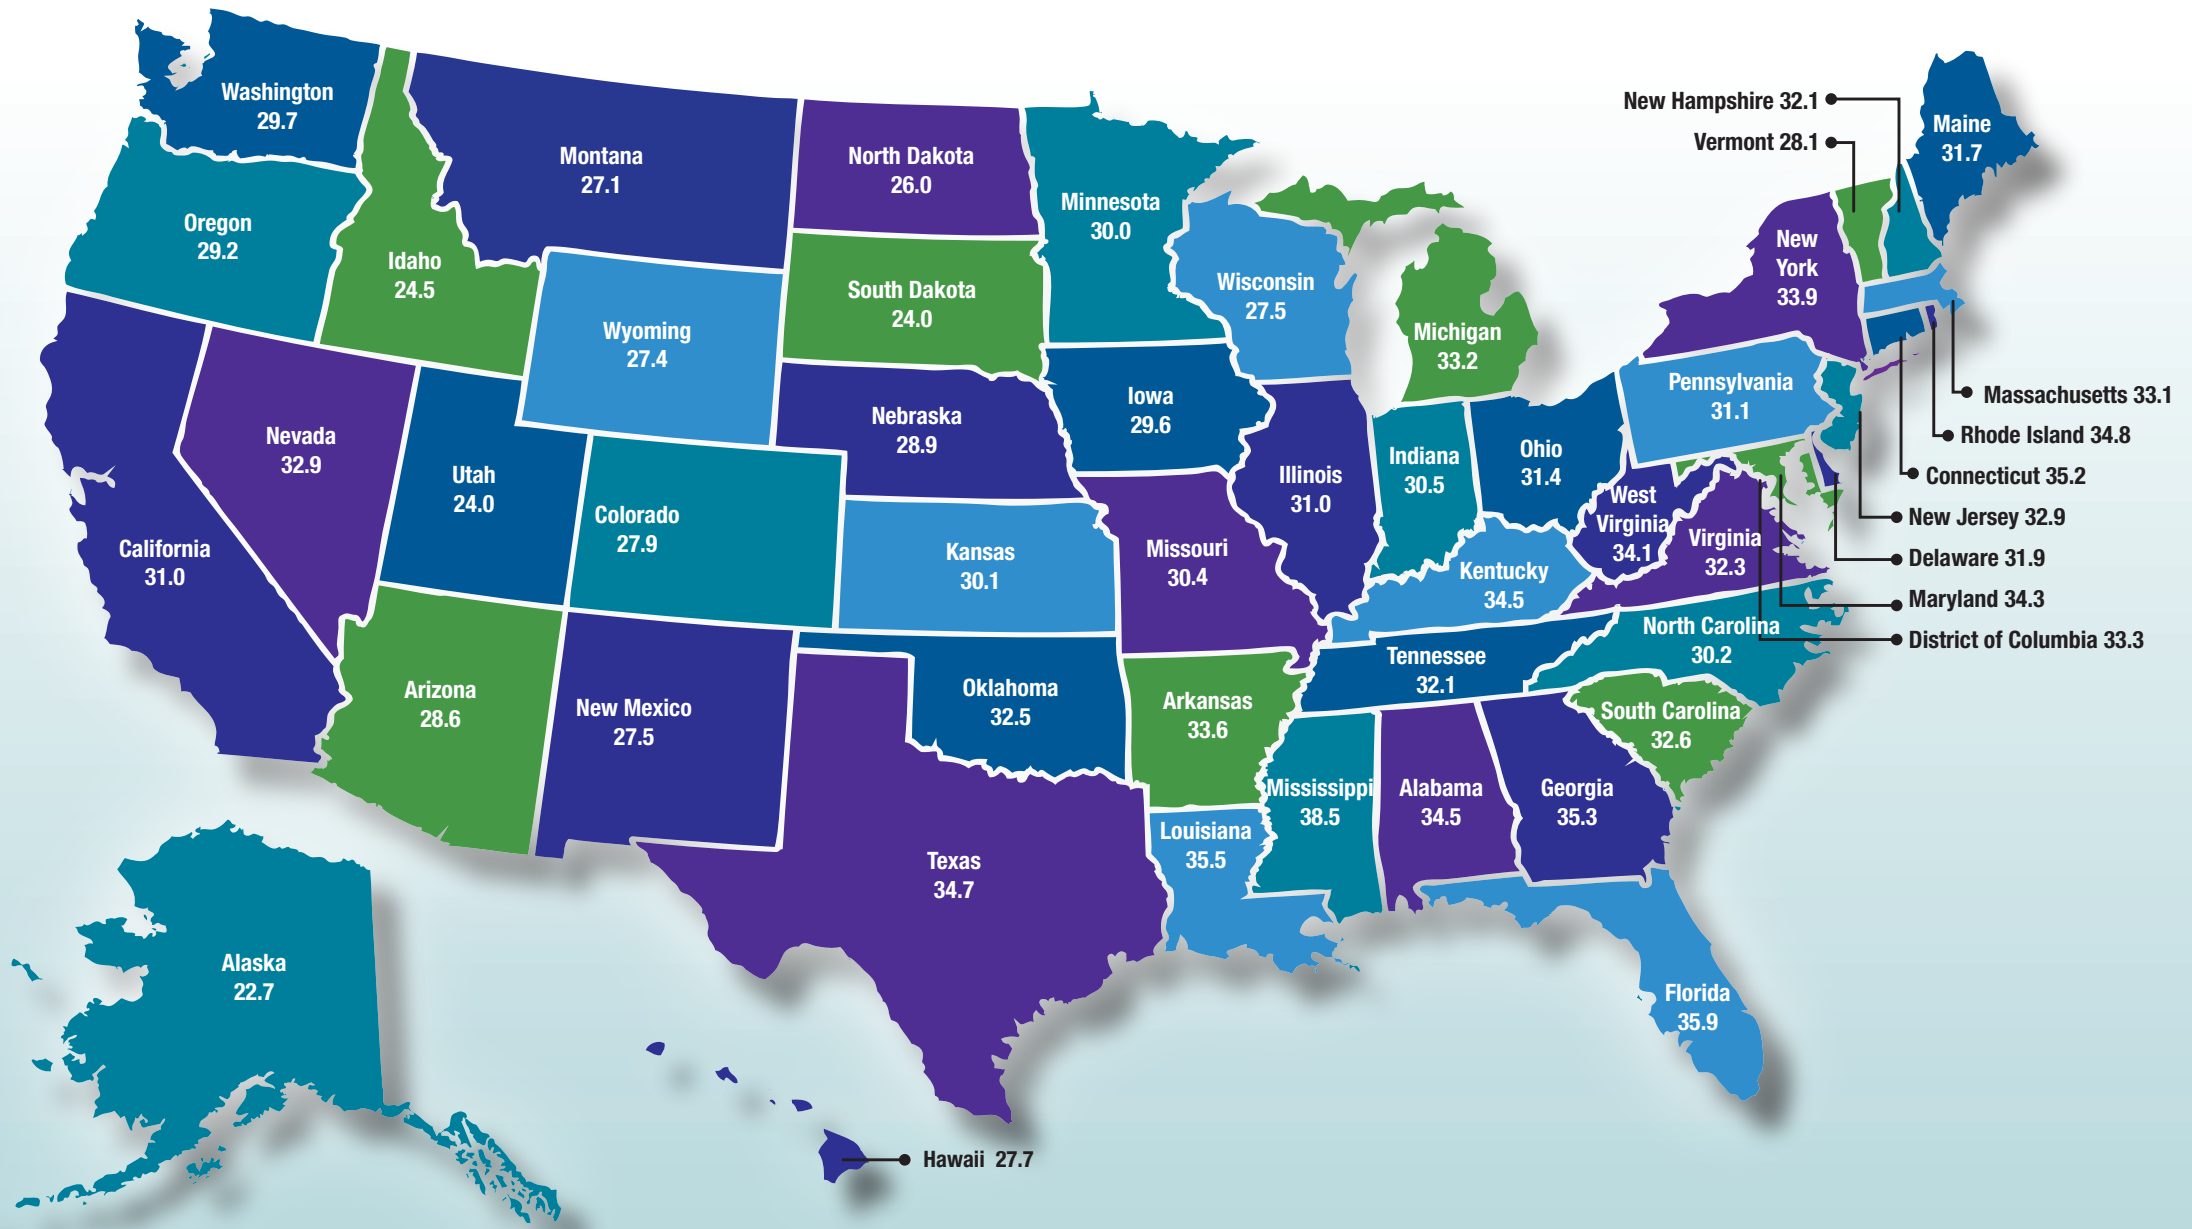 Washington
29.7
Oregon
29.2
Idaho
24.5
Montana
27.1
North Dakota
26.0
Minnesota
30.0
South Dakota
24.0
Wyoming
27.4
Wisconsin
27.5
Michigan
33.2
New Hampshire 32.1
Vermont 28.1
Maine
31.7
New
York
33.9
Massachusetts 33.1
Rhode Island 34.8
Connecticut 35.2
New Jersey 32.9
Delaware 31.9
Maryland 34.3
District of Columbia 33.3
Pennsylvania
31.1
Iowa
29.6
Nebraska
28.9
Nevada
32.9
Utah
24.0
Colorado
27.9
California
31.0
Kansas
30.1
Missouri
30.4
Illinois
31.0
Indiana
30.5
Ohio
31.4
West
Virginia
34.1
Virginia
32.3
Kentucky
34.5
North Carolina
30.2
Tennessee
32.1
Arizona
28.6
New Mexico
27.5
Oklahoma
32.5
Arkansas
33.6
South Carolina
32.6
Mississippi
38.5
Alabama
34.5
Georgia
35.3
Louisiana
35.5
Texas
34.7
Florida
35.9
Alaska
22.7
Hawaii 27.7